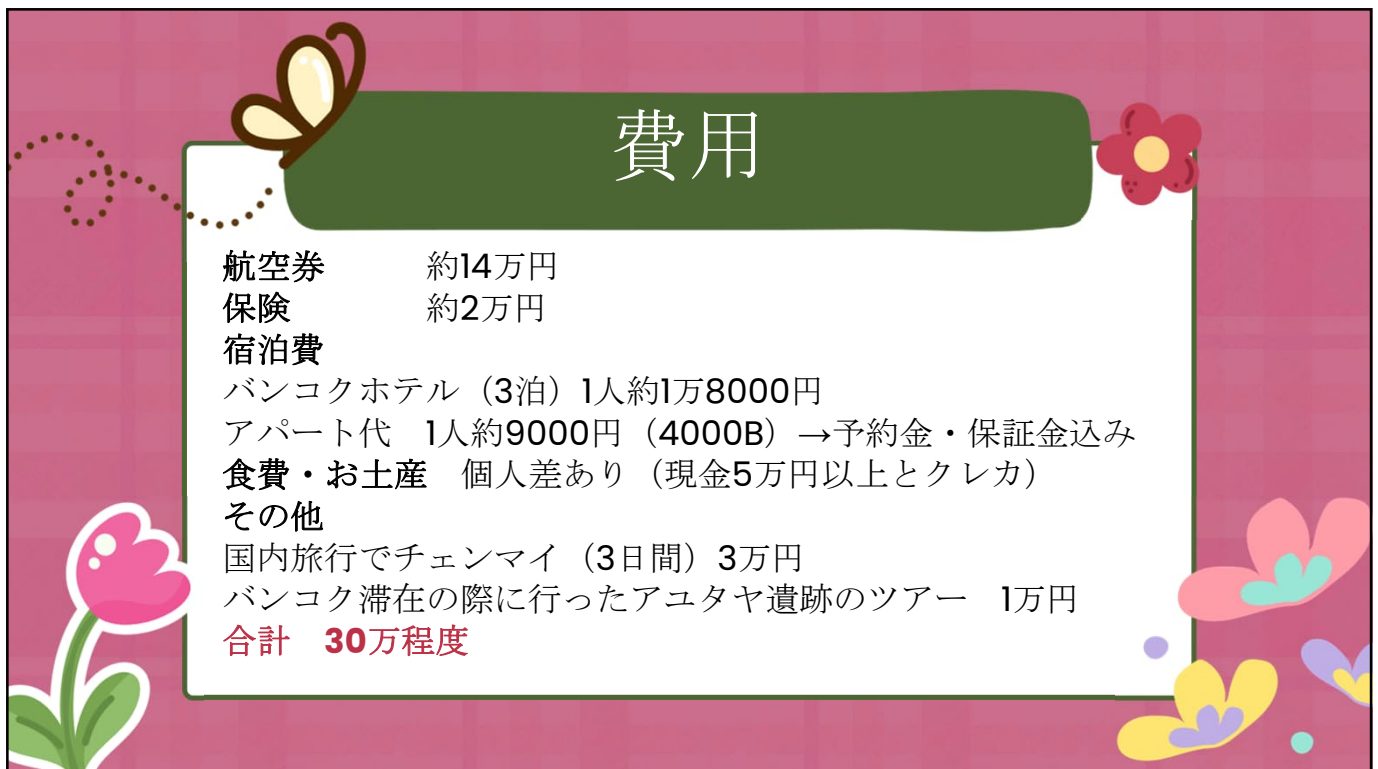 費用
航空券　　　約14万円
保険　　　　約2万円
宿泊費
バンコクホテル（3泊）1人約1万8000円
アパート代　1人約9000円（4000B）→予約金・保証金込み
食費・お土産　個人差あり（現金5万円以上とクレカ）
その他
国内旅行でチェンマイ（3日間）3万円
バンコク滞在の際に行ったアユタヤ遺跡のツアー　1万円
合計　30万程度